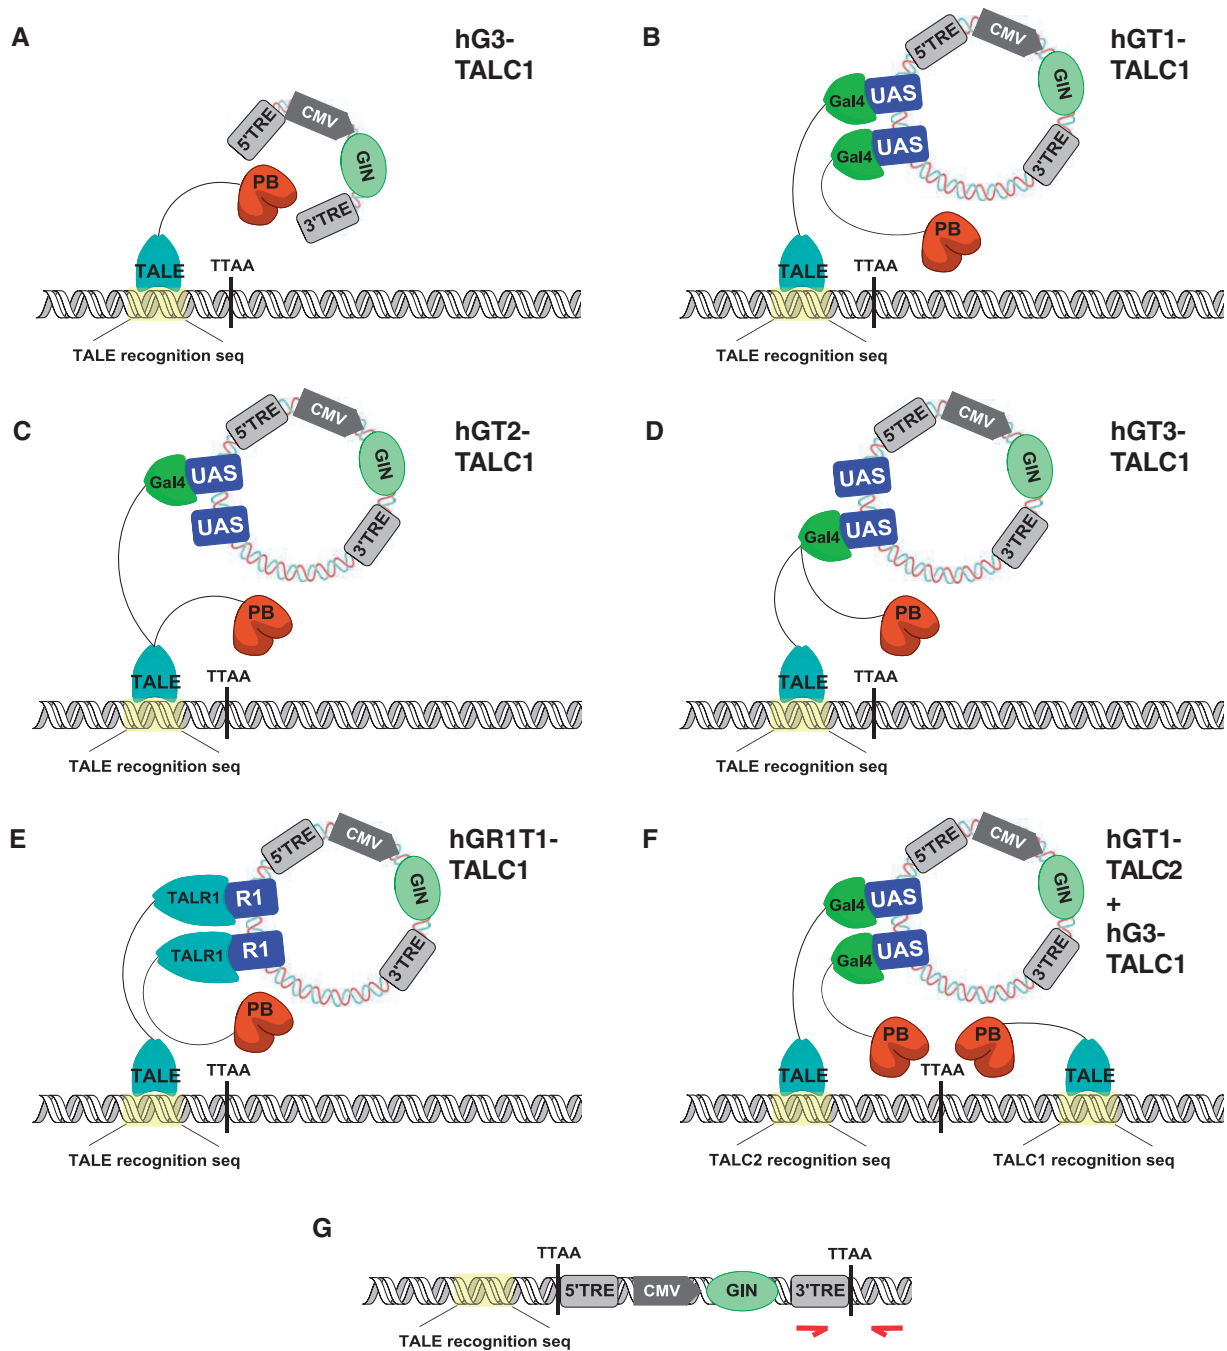 A
hG3-
TALC1
5'TRE
CMV
GIN
3'TRE
PB
TALE
TTAA
TALE recognition seq
B
hGT1-
TALC1
5'TRE
CMV
GIN
3'TRE
Gal4
UAS
Gal4
UAS
PB
TALE
TTAA
TALE recognition seq
C
hGT2-
TALC1
5'TRE
CMV
GIN
3'TRE
Gal4
UAS
UAS
PB
TALE
TTAA
TALE recognition seq
D
hGT3-
TALC1
5'TRE
CMV
GIN
3'TRE
UAS
Gal4
UAS
PB
TALE
TTAA
TALE recognition seq
E
hGR1T1-
TALC1
5'TRE
CMV
GIN
3'TRE
TALR1
R1
TALR1
R1
PB
TALE
TTAA
TALE recognition seq
F
hGT1-
TALC2
+
hG3-
TALC1
5'TRE
CMV
GIN
3'TRE
Gal4
UAS
Gal4
UAS
PB
PB
TALE
TTAA
TALE
TALC2 recognition seq
TALC1 recognition seq
G
TTAA
TTAA
5'TRE
CMV
GIN
3'TRE
TALE recognition seq